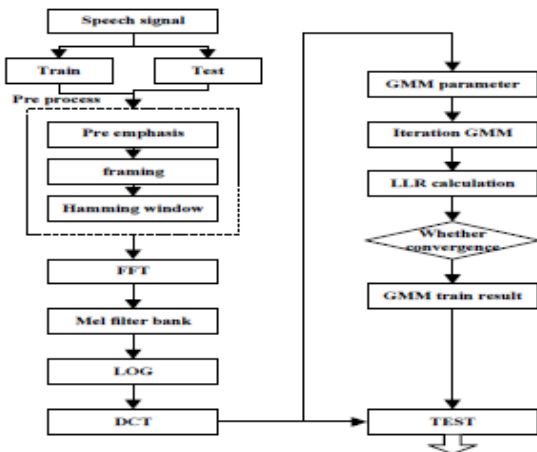 Speech signal
Train
Test
Pre process
Pre emphasis
framing
Hamming window
FFT
Mel filter bank
LOG
DCT
GMM parameter
Iteration GMM
LLR calculation
Whether
convergence
GMM train result
TEST